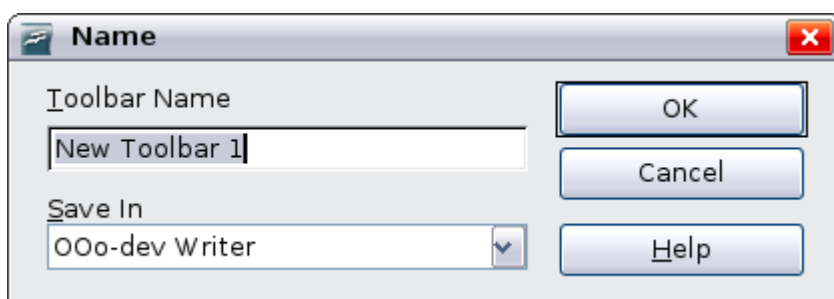 Name
Toolbar Name
New Toolbar 1
Save In
OOo-dev Writer
OK
Cancel
Help